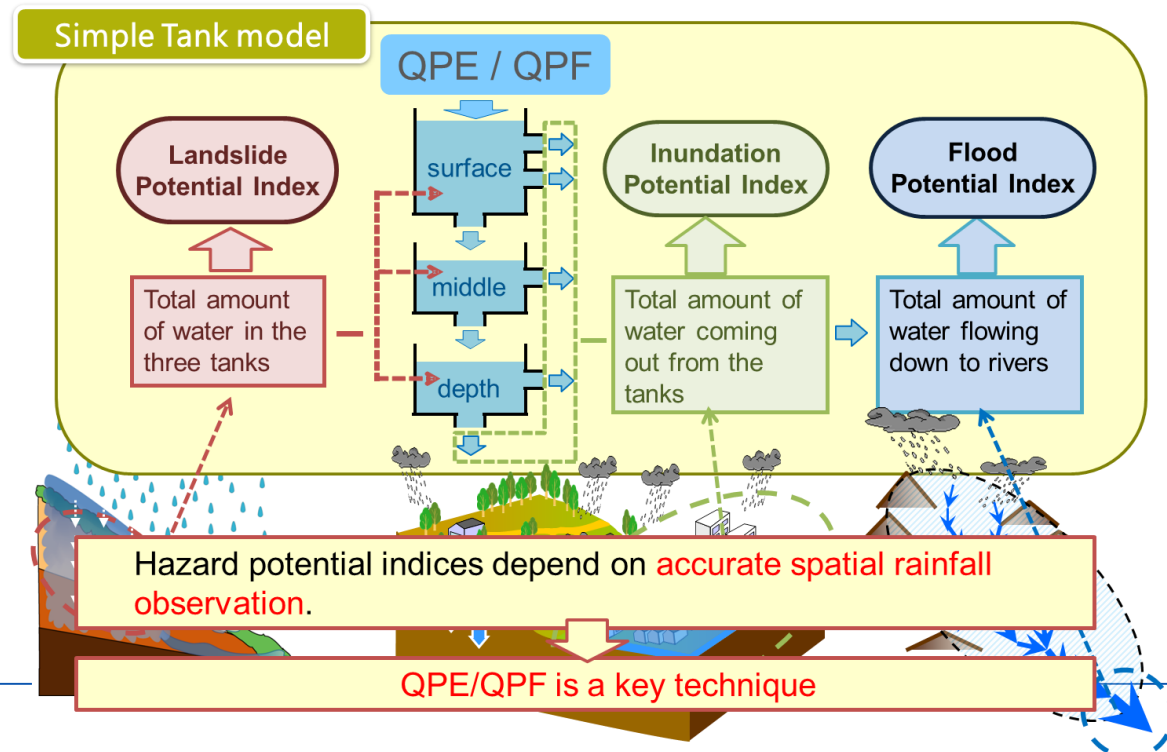 Simple Tank model
QPE / QPF
Landslide
Potential Index
surface
Inundation
Potential Index
Flood
Potential Index
Total amount
of water in the
three tanks
middle
depth
Total amount of
water coming
out from the
tanks
Total amount of
water flowing
down to rivers
Hazard potential indices depend on accurate spatial rainfall
observation.
QPE/QPF is a key technique